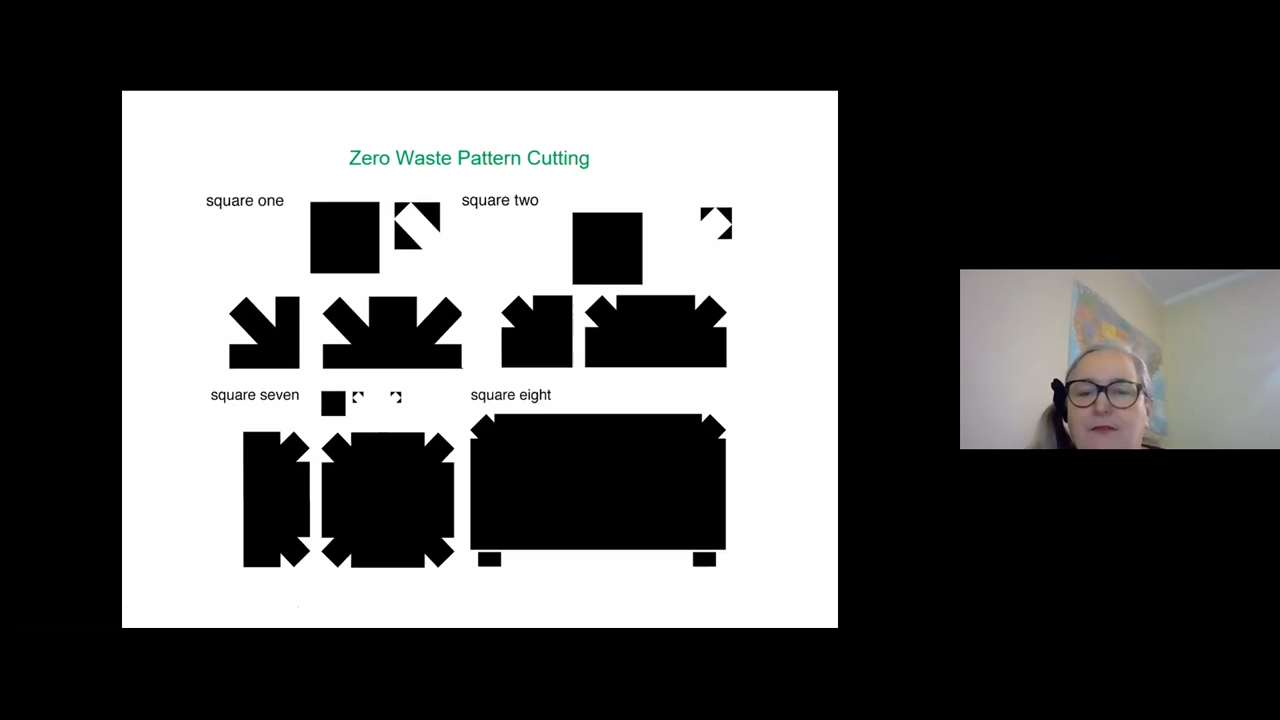 Zero Waste Pattern Cutting
square one
square two
square seven
square eight